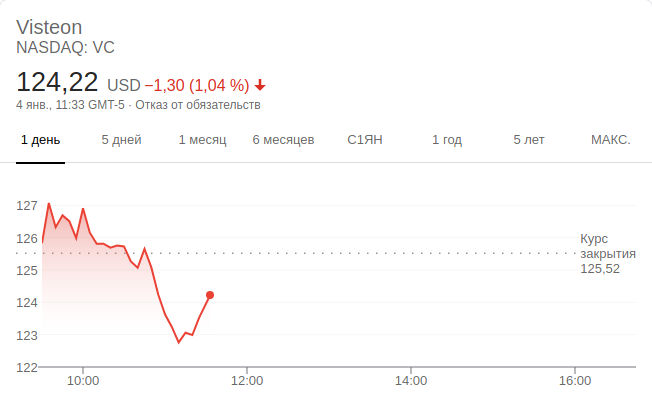 Visteon
NASDAQ: VC
124,22 USD −1,30 (1,04 %)
4 янв., 11:33 GMT-5 · Отказ от обязательств
1 день 5 дней 1 месяц 6 месяцев С1ЯН 1 год 5 лет МАКС.
127
126
125
124
123
122
Курс
закрытия
125,52
10:00 12:00 14:00 16:00